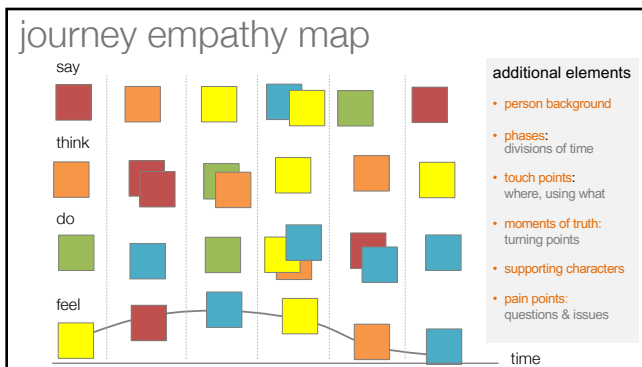 journey empathy map
say
think
do
feel
time
additional elements
• person background
• phases:
divisions of time
• touch points:
where, using what
• moments of truth:
turning points
• supporting characters
• pain points:
questions & issues